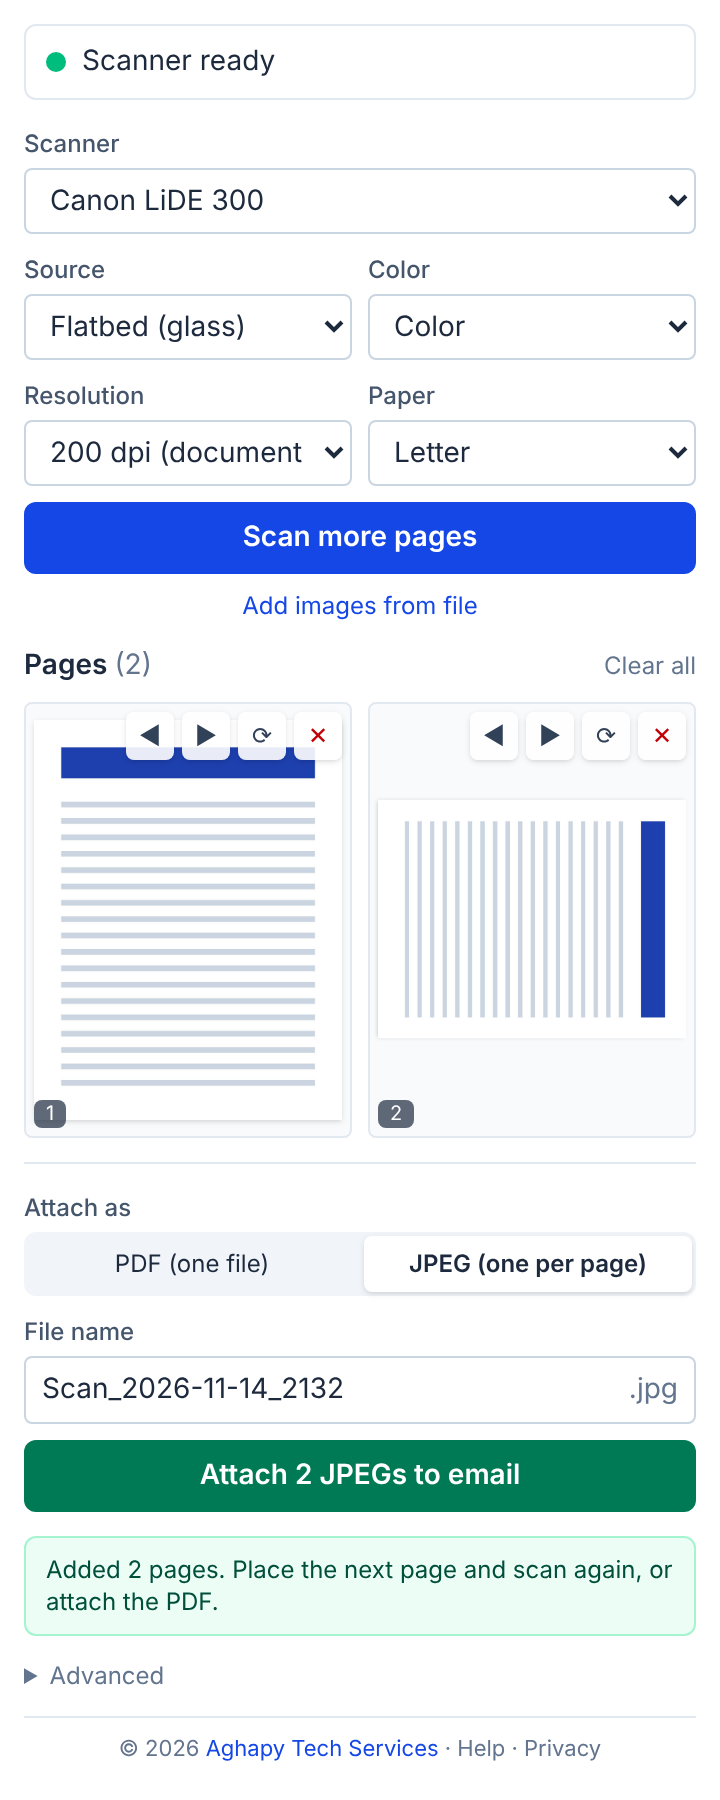 Scanner ready
Scanner
Canon LiDE 300
Source
Color
Flatbed (glass)
Color
Resolution
Paper
200 dpi (document
Letter
Scan more pages
Add images from file
Pages (2)
Clear all
1
2
Attach as
PDF (one file)
JPEG (one per page)
File name
Scan_2026-11-14_2132
.jpg
Attach 2 JPEGs to email
Added 2 pages. Place the next page and scan again, or
attach the PDF.
Advanced
© 2026 Aghapy Tech Services · Help · Privacy